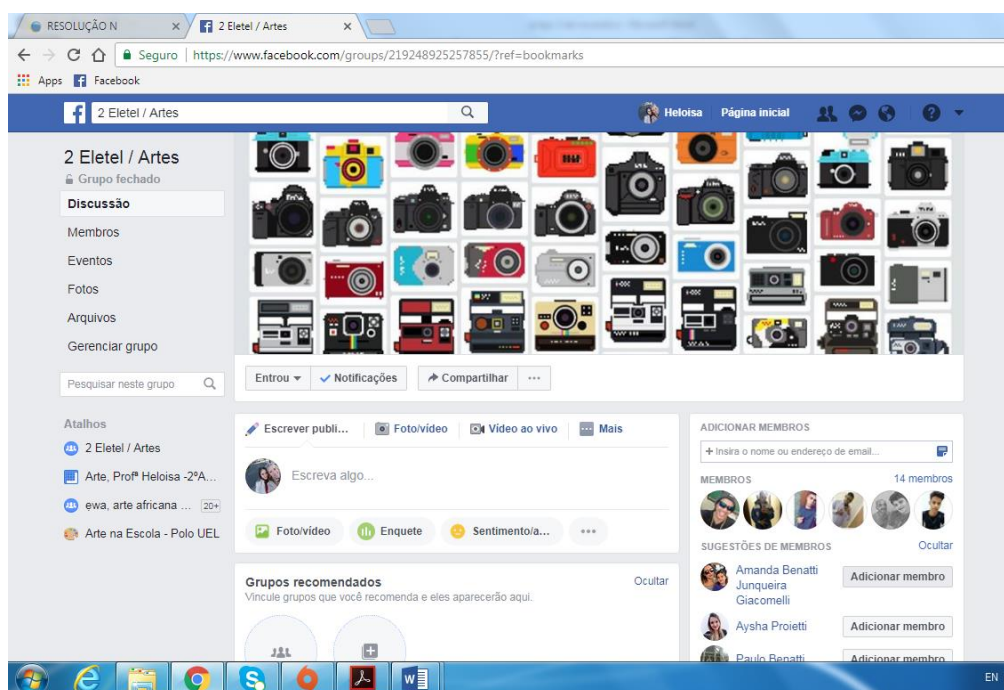 RESOLUÇÃO N
2 Eletel / Artes
Seguro | https://www.facebook.com/groups/219248925257855/?ref=bookmarks
Apps Facebook
2 Eletel / Artes
Heloisa Página inicial
2 Eletel / Artes
Grupo fechado
Discussão
Membros
Eventos
Fotos
Arquivos
Gerenciar grupo
Pesquisar neste grupo
Atalhos
2 Eletel / Artes
Arte, Profª Heloisa -2ºA...
ewa, arte africana ... 20+
Arte na Escola - Polo UEL
Entrou Notificações Compartilhar ...
Escrever publi... Foto/vídeo Vídeo ao vivo Mais
Escreva algo...
Foto/vídeo Enquete Sentimento/a... ...
Grupos recomendados Ocultar
Vincule grupos que você recomenda e eles aparecerão aqui.
ADICIONAR MEMBROS
+ Insira o nome ou endereço de email...
MEMBROS 14 membros
SUGESTÕES DE MEMBROS Ocultar
Amanda Benatti
Junqueira
Giacomelli
Adicionar membro
Aysha Proietti Adicionar membro
Paulo Benatti Adicionar membro
EN